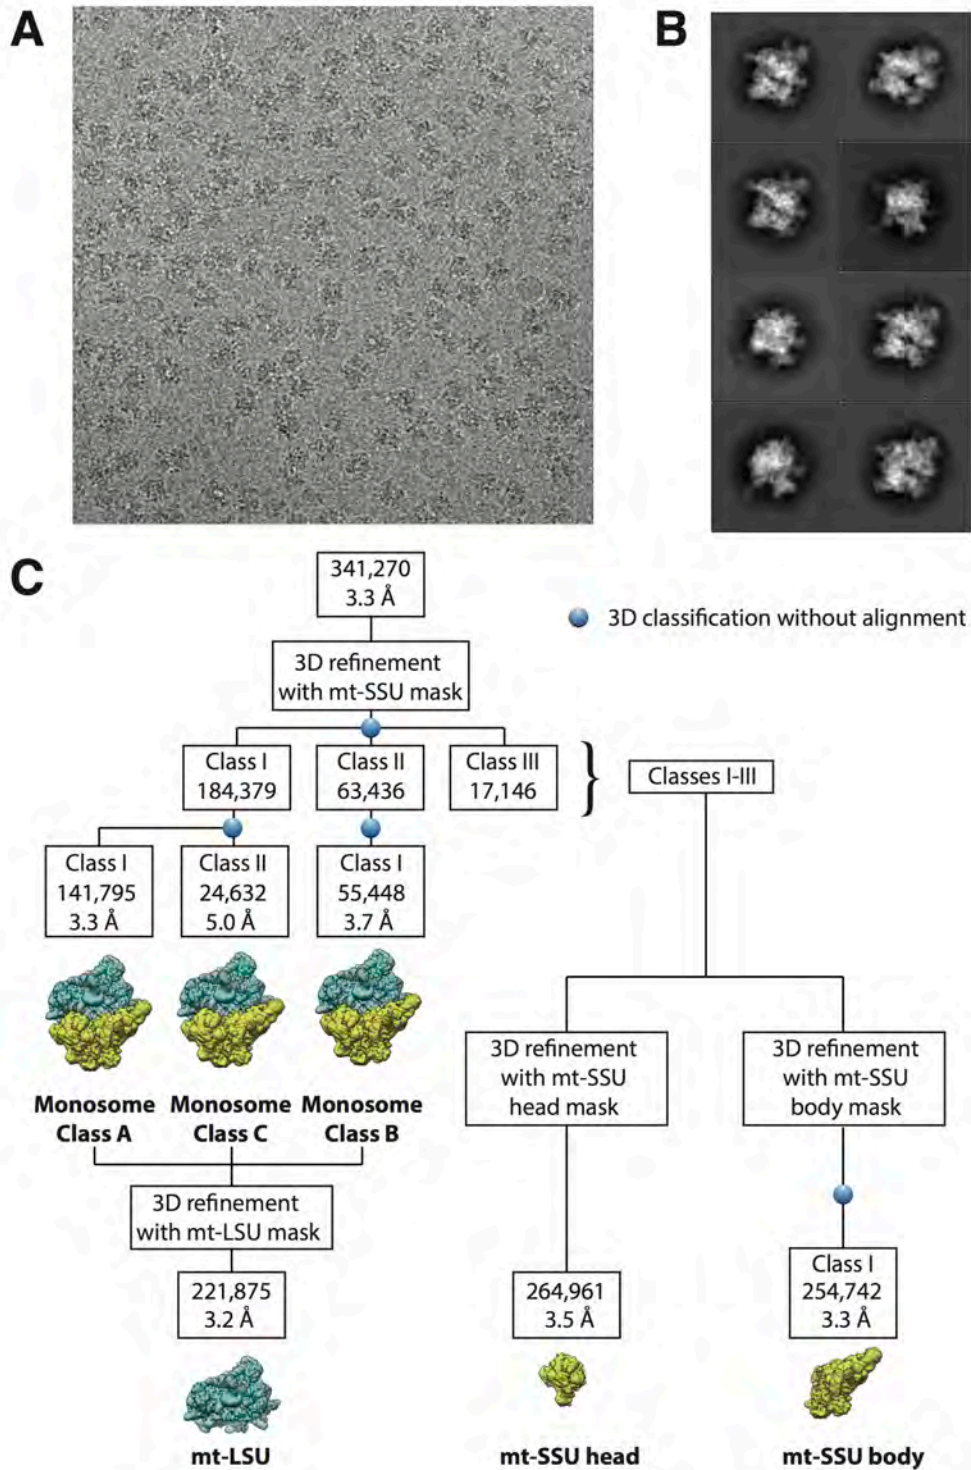 A
B
C
341,270
3.3 Å
3D classification without alignment
3D refinement
with mt-SSU mask
Class I
184,379
Class II
63,436
Class III
17,146
}
Classes I-III
Class I
141,795
3.3 Å
Class II
24,632
5.0 Å
Class I
55,448
3.7 Å
Monosome
Class A
Monosome
Class C
Monosome
Class B
3D refinement
with mt-SSU
head mask
3D refinement
with mt-SSU
body mask
3D refinement
with mt-LSU mask
221,875
3.2 Å
264,961
3.5 Å
Class I
254,742
3.3 Å
mt-LSU
mt-SSU head
mt-SSU body